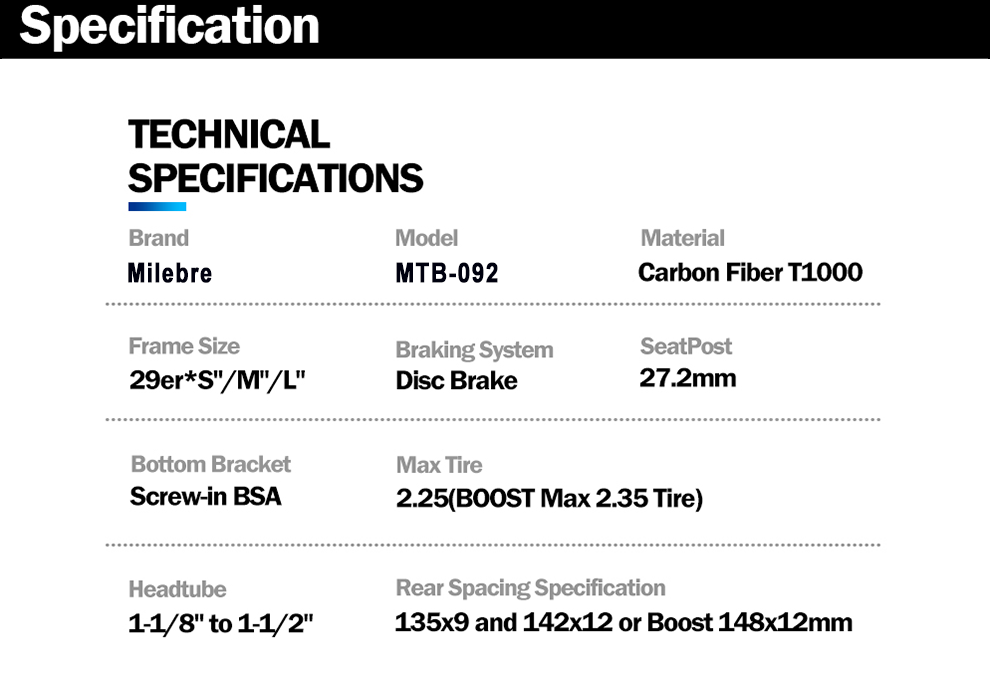 Specification
TECHNICAL
SPECIFICATIONS
Brand
Milebre
Model
MTB-092
Material
Carbon Fiber T1000
Frame Size
29er*S"/M"/L"
Braking System
Disc Brake
SeatPost
27.2mm
Bottom Bracket
Screw-in BSA
Max Tire
2.25(BOOST Max 2.35 Tire)
Headtube
1-1/8" to 1-1/2"
Rear Spacing Specification
135x9 and 142x12 or Boost 148x12mm